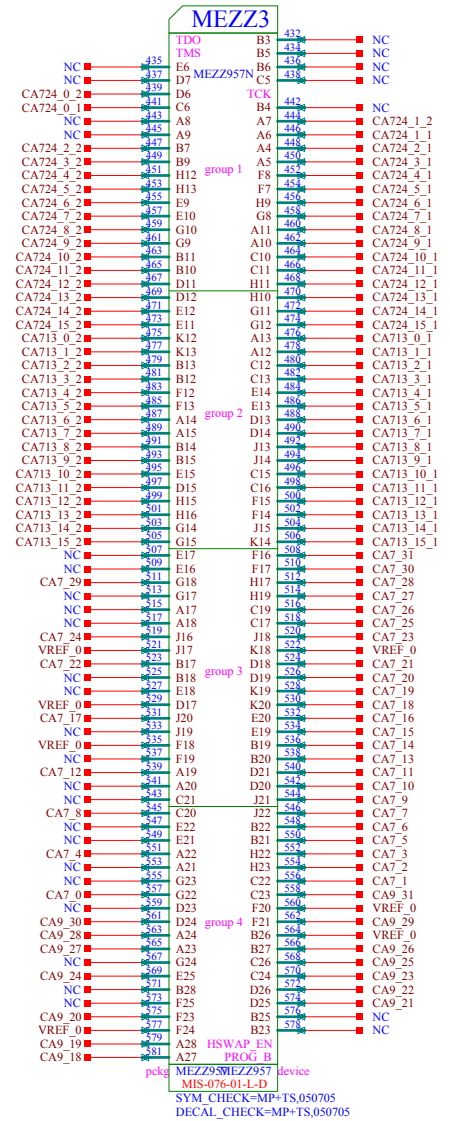 MEZZ3
TDO B3 432 NC
TMS B5 434 NC
NC 435 E6 B6 436 NC
NC 437 D7 MEZZ957N C5 438 NC
CA724_0_2 439 D6 TCK
CA724_0_1 441 C6 B4 442 NC
NC 443 A8 A7 444 CA724_1_2
NC 445 A9 A6 446 CA724_1_1
CA724_2_2 447 B7 A4 448 CA724_2_1
CA724_3_2 449 B9 A5 450 CA724_3_1
group 1
CA724_4_2 451 H12 F8 452 CA724_4_1
CA724_5_2 453 H13 F7 454 CA724_5_1
CA724_6_2 455 E9 H9 456 CA724_6_1
CA724_7_2 457 E10 G8 458 CA724_7_1
CA724_8_2 459 G10 A11 460 CA724_8_1
CA724_9_2 461 G9 A10 462 CA724_9_1
CA724_10_2 463 B11 C10 464 CA724_10_1
CA724_11_2 465 B10 C11 466 CA724_11_1
CA724_12_2 467 D11 H11 468 CA724_12_1
CA724_13_2 469 D12 H10 470 CA724_13_1
CA724_14_2 471 E12 G11 472 CA724_14_1
CA724_15_2 473 E11 G12 474 CA724_15_1
CA713_0_2 475 K12 A13 476 CA713_0_1
CA713_1_2 477 K13 A12 478 CA713_1_1
CA713_2_2 479 B13 C12 480 CA713_2_1
CA713_3_2 481 B12 C13 482 CA713_3_1
CA713_4_2 483 F12 E14 484 CA713_4_1
CA713_5_2 485 F13 E13 486 CA713_5_1
group 2
CA713_6_2 487 A14 D13 488 CA713_6_1
CA713_7_2 489 A15 D14 490 CA713_7_1
CA713_8_2 491 B14 J13 492 CA713_8_1
CA713_9_2 493 B15 J14 494 CA713_9_1
CA713_10_2 495 E15 C15 496 CA713_10_1
CA713_11_2 497 D15 C16 498 CA713_11_1
CA713_12_2 499 H15 F15 500 CA713_12_1
CA713_13_2 501 H16 F14 502 CA713_13_1
CA713_14_2 503 G14 J15 504 CA713_14_1
CA713_15_2 505 G15 K14 506 CA713_15_1
NC 507 E17 F16 508 CA7_31
NC 509 E16 F17 510 CA7_30
CA7_29 511 G18 H17 512 CA7_28
NC 513 G17 H19 514 CA7_27
NC 515 A17 C19 516 CA7_26
NC 517 A18 C17 518 CA7_25
CA7_24 519 J16 J18 520 CA7_23
VREF_0 521 J17 K18 522 VREF_0
CA7_22 523 B17 D18 524 CA7_21
group 3
NC 525 B18 D19 526 CA7_20
NC 527 E18 K19 528 CA7_19
VREF_0 529 D17 K20 530 CA7_18
CA7_17 531 J20 E20 532 CA7_16
NC 533 J19 E19 534 CA7_15
VREF_0 535 F18 B19 536 CA7_14
NC 537 F19 B20 538 CA7_13
CA7_12 539 A19 D21 540 CA7_11
NC 541 A20 D20 542 CA7_10
NC 543 C21 J21 544 CA7_9
CA7_8 545 C20 J22 546 CA7_7
NC 547 E22 B22 548 CA7_6
NC 549 E21 B21 550 CA7_5
CA7_4 551 A22 H22 552 CA7_3
NC 553 A21 H23 554 CA7_2
NC 555 G23 C22 556 CA7_1
CA7_0 557 G22 C23 558 CA9_31
NC 559 D23 F20 560 VREF_0
CA9_30 561 D24 group 4 F21 562 CA9_29
CA9_28 563 A24 B26 564 VREF_0
CA9_27 565 A23 B27 566 CA9_26
NC 567 G24 C26 568 CA9_25
CA9_24 569 E25 C24 570 CA9_23
NC 571 B28 D26 572 CA9_22
NC 573 F25 D25 574 CA9_21
CA9_20 575 F23 B25 576 NC
VREF_0 577 F24 B23 578 NC
CA9_19 579 A28 HSWAP_EN
CA9_18 581 A27 PROG_B
pckg MEZZ957 MEZZ957 device
MIS-076-01-L-D
SYM_CHECK=MP+TS,050705
DECAL_CHECK=MP+TS,050705